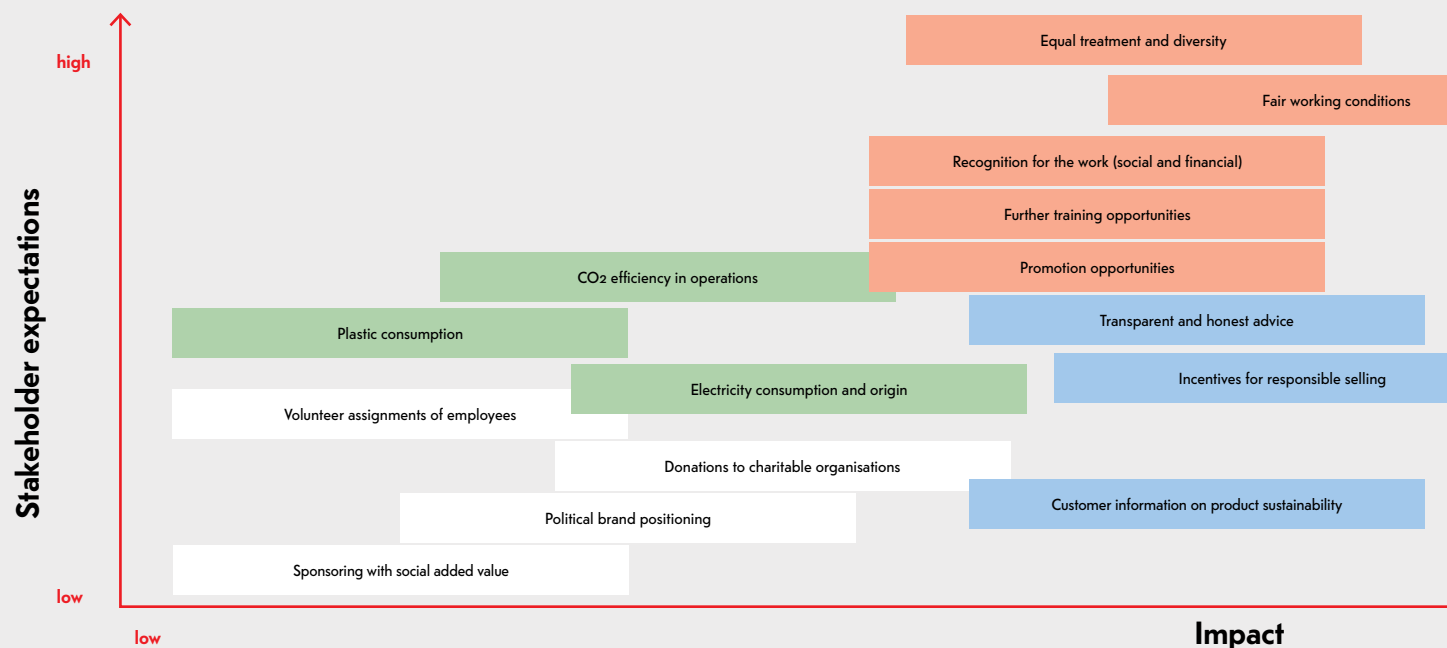 Equal treatment and diversity
high
Fair working conditions
Recognition for the work (social and financial)
Further training opportunities
Promotion opportunities
CO2 efficiency in operations
Transparent and honest advice
Plastic consumption
Incentives for responsible selling
Electricity consumption and origin
Volunteer assignments of employees
Stakeholder expectations
Donations to charitable organisations
Customer information on product sustainability
Political brand positioning
Sponsoring with social added value
low
low
Impact